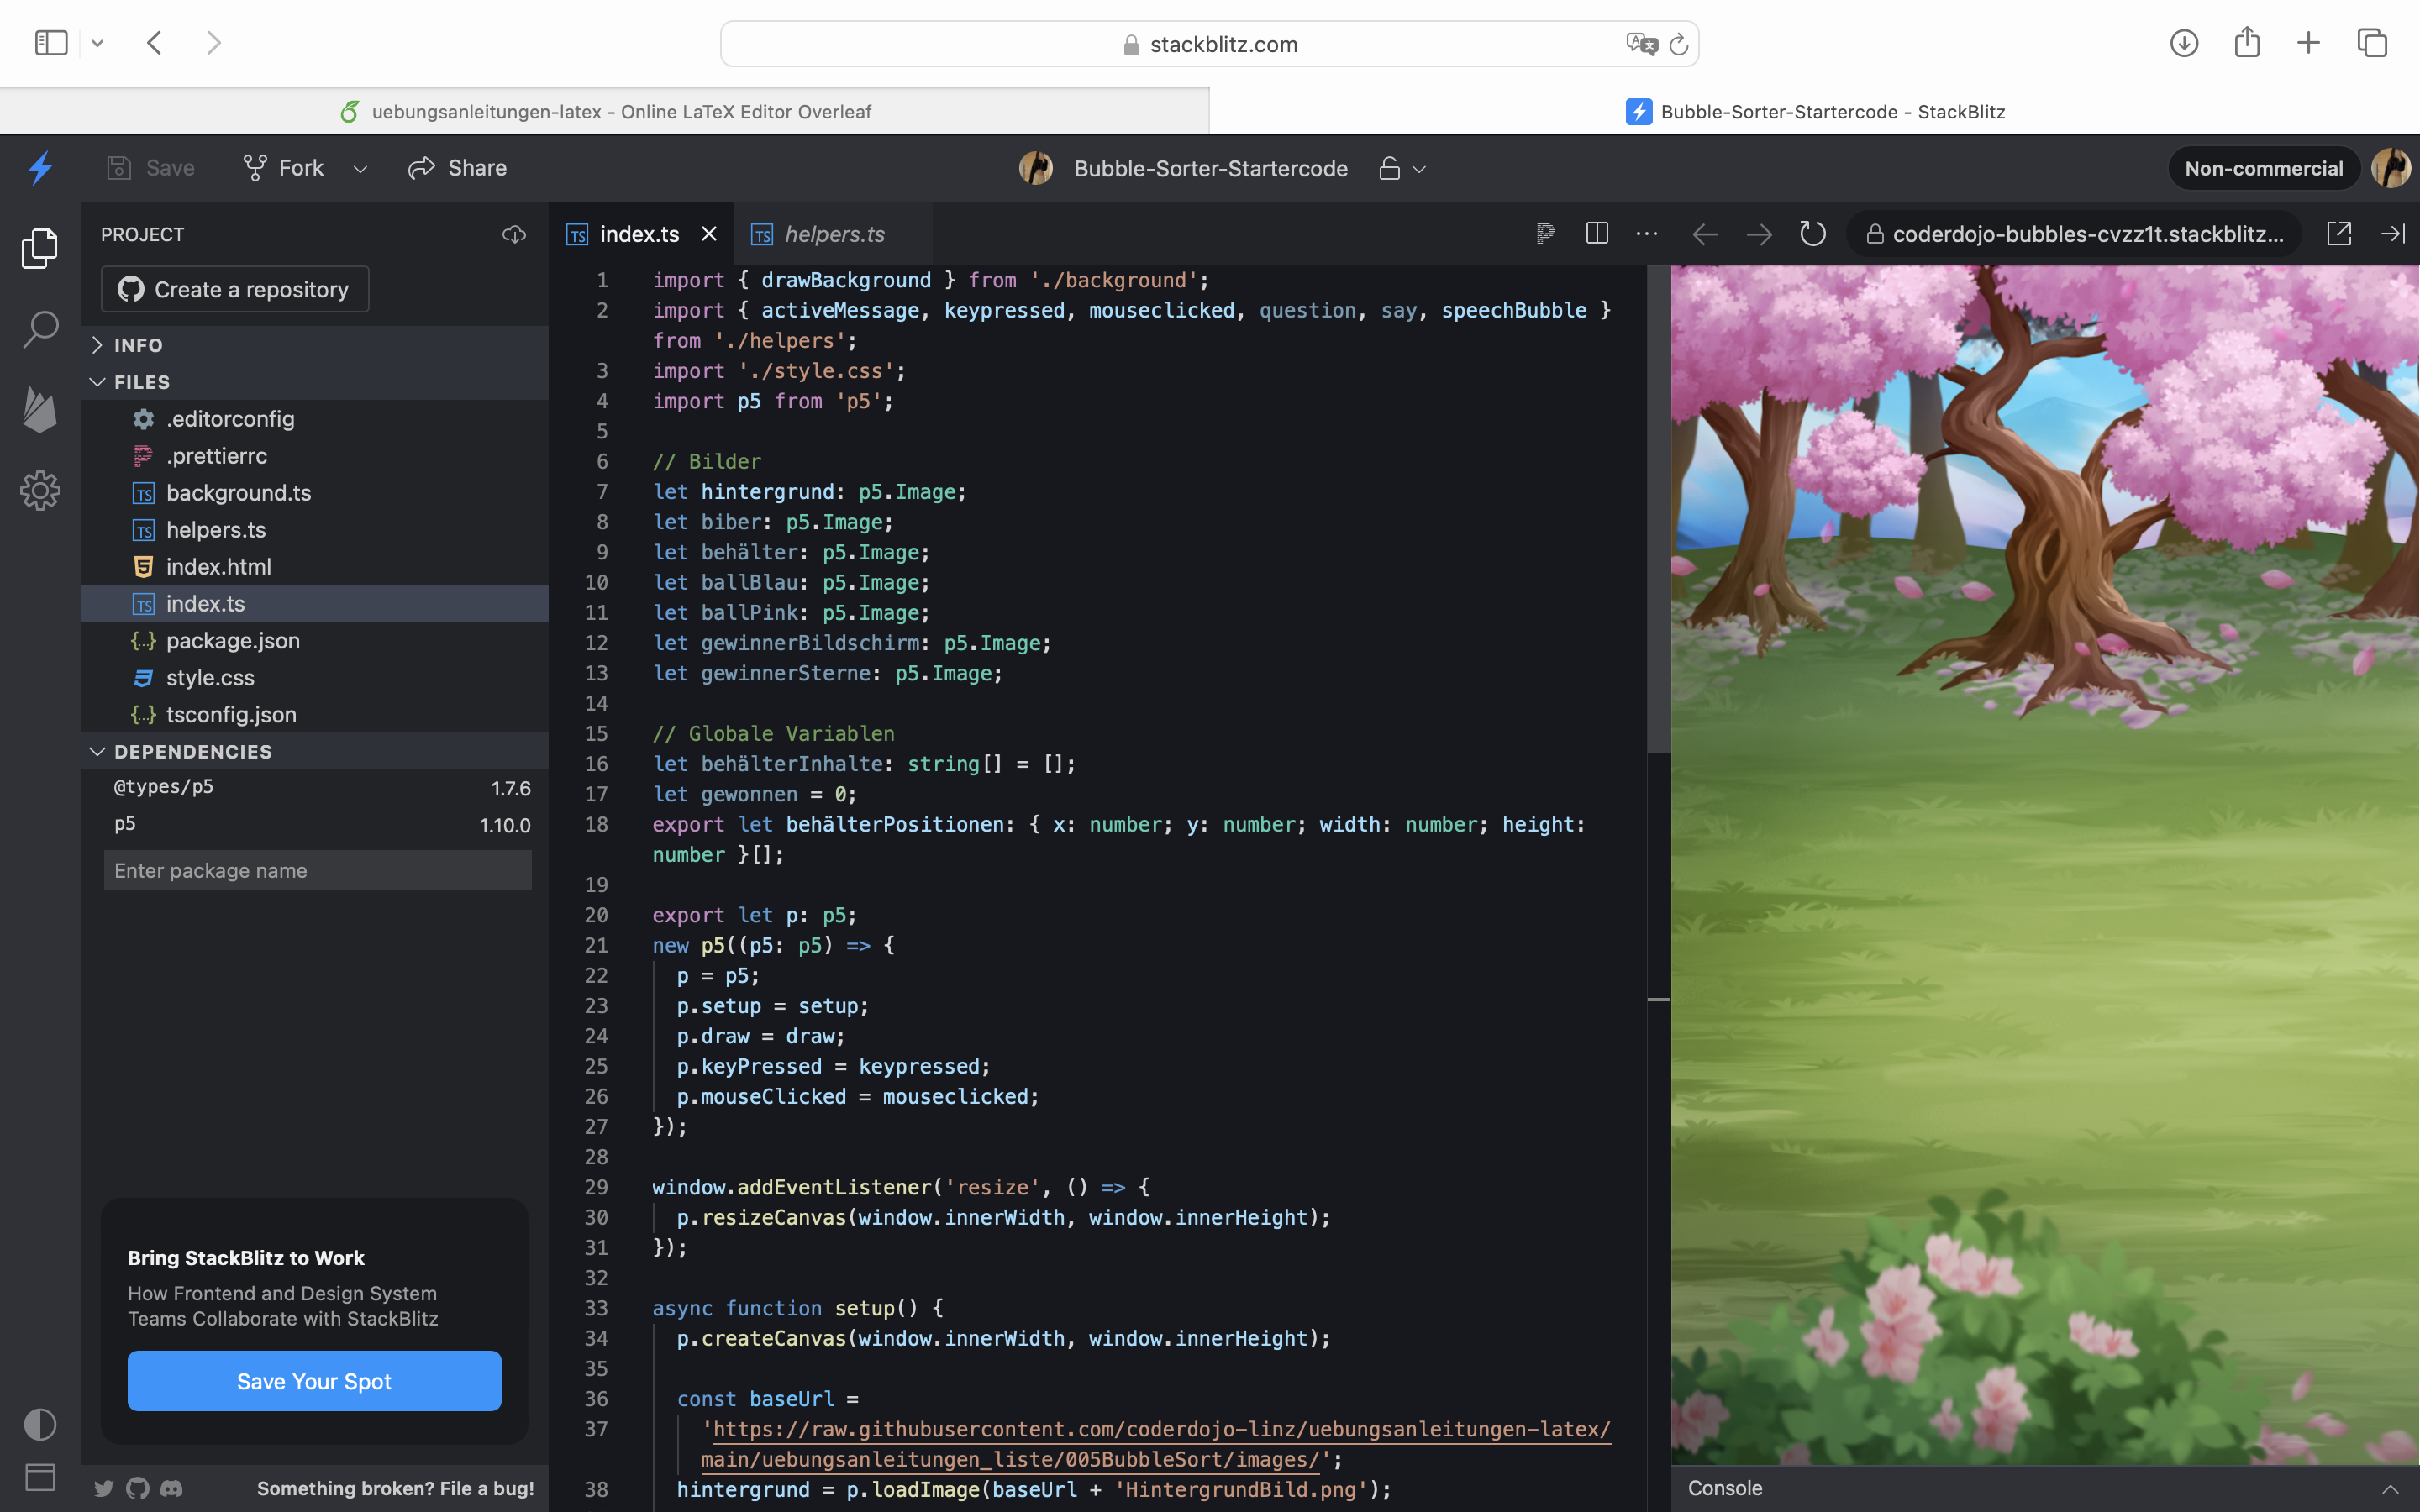 stackblitz.com
uebungsanleitungen-latex - Online LaTeX Editor Overleaf
Bubble-Sorter-Startercode - StackBlitz
Save
Fork
Share
Bubble-Sorter-Startercode
Non-commercial
PROJECT
Create a repository
INFO
FILES
.editorconfig
.prettierrc
background.ts
helpers.ts
index.html
index.ts
package.json
style.css
tsconfig.json
DEPENDENCIES
@types/p5 1.7.6
p5 1.10.0
Enter package name
Bring StackBlitz to Work
How Frontend and Design System
Teams Collaborate with StackBlitz
Save Your Spot
Something broken? File a bug!
TS index.ts
TS helpers.ts
coderdojo-bubbles-cvzz1t.stackblitz...
1 import { drawBackground } from './background';
2 import { activeMessage, keypressed, mouseclicked, question, say, speechBubble }
from './helpers';
3 import './style.css';
4 import p5 from 'p5';
5
6 // Bilder
7 let hintergrund: p5.Image;
8 let biber: p5.Image;
9 let behälter: p5.Image;
10 let ballBlau: p5.Image;
11 let ballPink: p5.Image;
12 let gewinnerBildschirm: p5.Image;
13 let gewinnerSterne: p5.Image;
14
15 // Globale Variablen
16 let behälterInhalte: string[] = [];
17 let gewonnen = 0;
18 export let behälterPositionen: { x: number; y: number; width: number; height:
number }[];
19
20 export let p: p5;
21 new p5((p5: p5) => {
22 p = p5;
23 p.setup = setup;
24 p.draw = draw;
25 p.keyPressed = keypressed;
26 p.mouseClicked = mouseclicked;
27 });
28
29 window.addEventListener('resize', () => {
30 p.resizeCanvas(window.innerWidth, window.innerHeight);
31 });
32
33 async function setup() {
34 p.createCanvas(window.innerWidth, window.innerHeight);
35
36 const baseUrl =
37 'https://raw.githubusercontent.com/coderdojo-linz/uebungsanleitungen-latex/
main/uebungsanleitungen_liste/005BubbleSort/images/';
38 hintergrund = p.loadImage(baseUrl + 'HintergrundBild.png');
Console